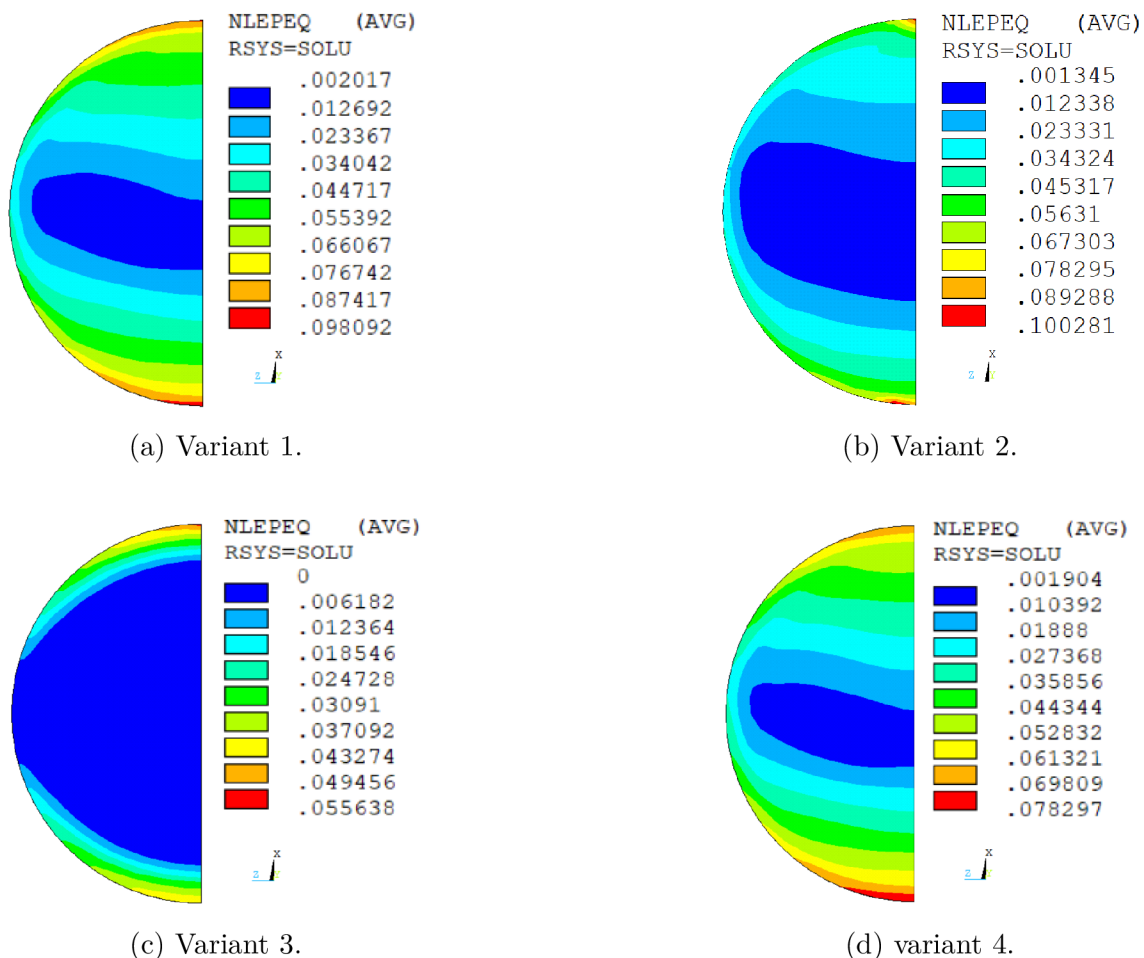 NLEPEQ (AVG)
RSYS=SOLU
.002017
.012692
.023367
.034042
.044717
.055392
.066067
.076742
.087417
.098092
X
Z Y
(a) Variant 1.
NLEPEQ (AVG)
RSYS=SOLU
.001345
.012338
.023331
.034324
.045317
.05631
.067303
.078295
.089288
.100281
X
Z Y
(b) Variant 2.
NLEPEQ (AVG)
RSYS=SOLU
0
.006182
.012364
.018546
.024728
.03091
.037092
.043274
.049456
.055638
X
Z Y
(c) Variant 3.
NLEPEQ (AVG)
RSYS=SOLU
.001904
.010392
.01888
.027368
.035856
.044344
.052832
.061321
.069809
.078297
X
Z Y
(d) variant 4.